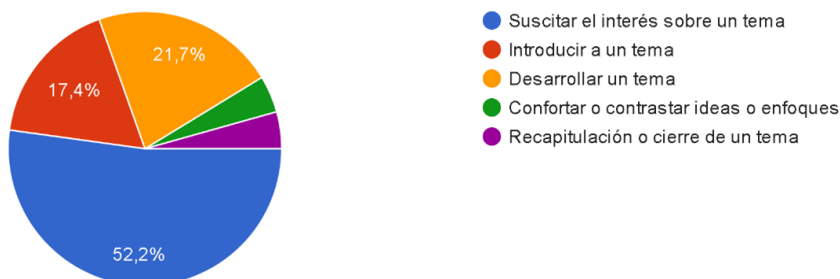 21,7%
17,4%
52,2%
Suscitar el interés sobre un tema
Introducir a un tema
Desarrollar un tema
Confortar o contrastar ideas o enfoques
Recapitulación o cierre de un tema